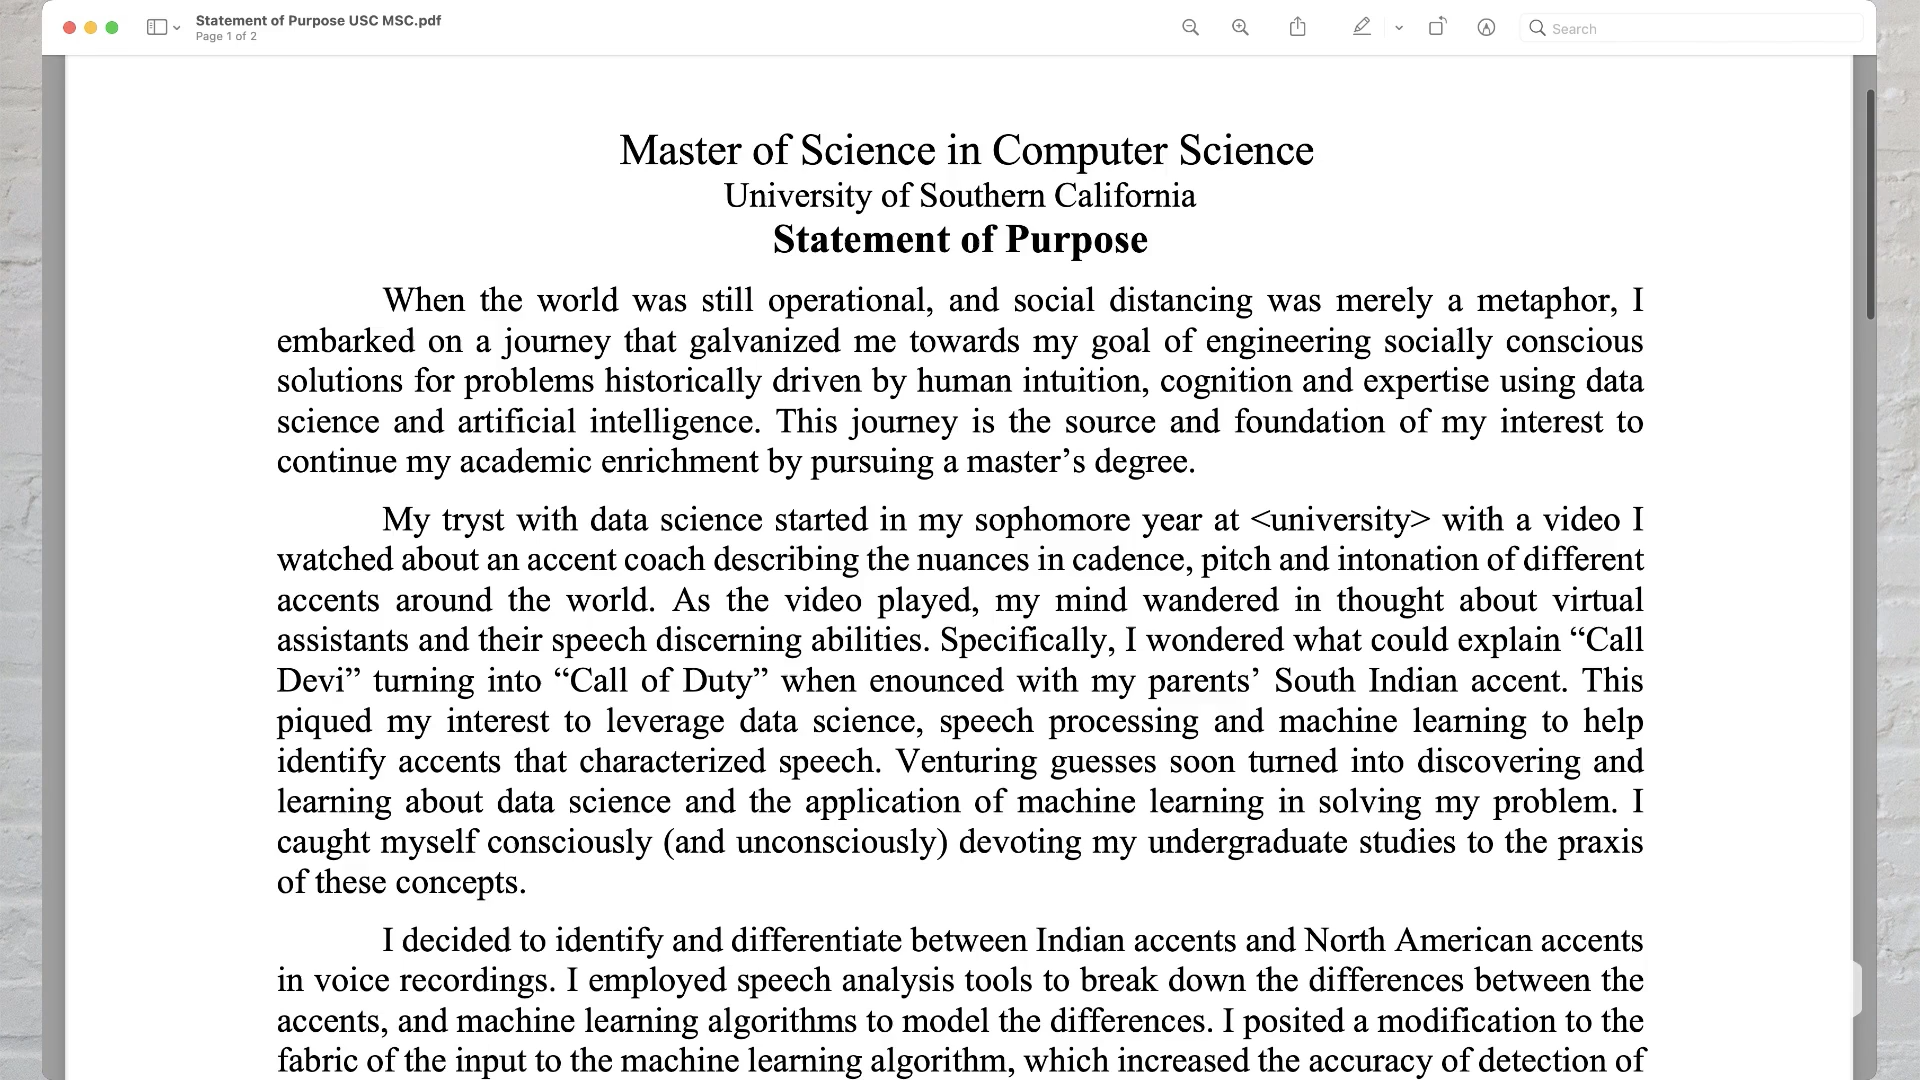 Statement of Purpose USC MSC.pdf
Page 1 of 2
Search
Master of Science in Computer Science
University of Southern California
Statement of Purpose
When the world was still operational, and social distancing was merely a metaphor, I
embarked on a journey that galvanized me towards my goal of engineering socially conscious
solutions for problems historically driven by human intuition, cognition and expertise using data
science and artificial intelligence. This journey is the source and foundation of my interest to
continue my academic enrichment by pursuing a master’s degree.
My tryst with data science started in my sophomore year at <university> with a video I
watched about an accent coach describing the nuances in cadence, pitch and intonation of different
accents around the world. As the video played, my mind wandered in thought about virtual
assistants and their speech discerning abilities. Specifically, I wondered what could explain “Call
Devi” turning into “Call of Duty” when enounced with my parents’ South Indian accent. This
piqued my interest to leverage data science, speech processing and machine learning to help
identify accents that characterized speech. Venturing guesses soon turned into discovering and
learning about data science and the application of machine learning in solving my problem. I
caught myself consciously (and unconsciously) devoting my undergraduate studies to the praxis
of these concepts.
I decided to identify and differentiate between Indian accents and North American accents
in voice recordings. I employed speech analysis tools to break down the differences between the
accents, and machine learning algorithms to model the differences. I posited a modification to the
fabric of the input to the machine learning algorithm, which increased the accuracy of detection of